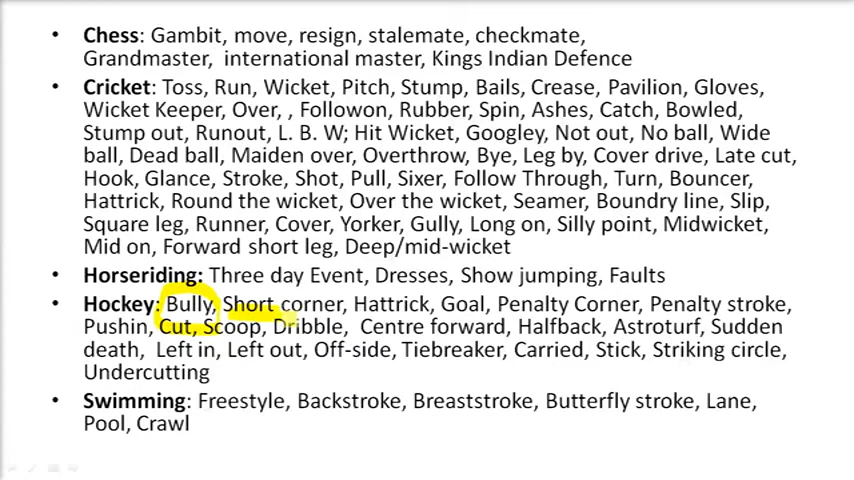 • Chess: Gambit, move, resign, stalemate, checkmate,
Grandmaster, international master, Kings Indian Defence
• Cricket: Toss, Run, Wicket, Pitch, Stump, Bails, Crease, Pavilion, Gloves,
Wicket Keeper, Over, , Followon, Rubber, Spin, Ashes, Catch, Bowled,
Stump out, Runout, L. B. W; Hit Wicket, Googley, Not out, No ball, Wide
ball, Dead ball, Maiden over, Overthrow, Bye, Leg by, Cover drive, Late cut,
Hook, Glance, Stroke, Shot, Pull, Sixer, Follow Through, Turn, Bouncer,
Hattrick, Round the wicket, Over the wicket, Seamer, Boundry line, Slip,
Square leg, Runner, Cover, Yorker, Gully, Long on, Silly point, Midwicket,
Mid on, Forward short leg, Deep/mid-wicket
• Horseriding: Three day Event, Dresses, Show jumping, Faults
• Hockey: Bully, Short corner, Hattrick, Goal, Penalty Corner, Penalty stroke,
Pushin, Cut, Scoop, Dribble, Centre forward, Halfback, Astroturf, Sudden
death, Left in, Left out, Off-side, Tiebreaker, Carried, Stick, Striking circle,
Undercutting
• Swimming: Freestyle, Backstroke, Breaststroke, Butterfly stroke, Lane,
Pool, Crawl